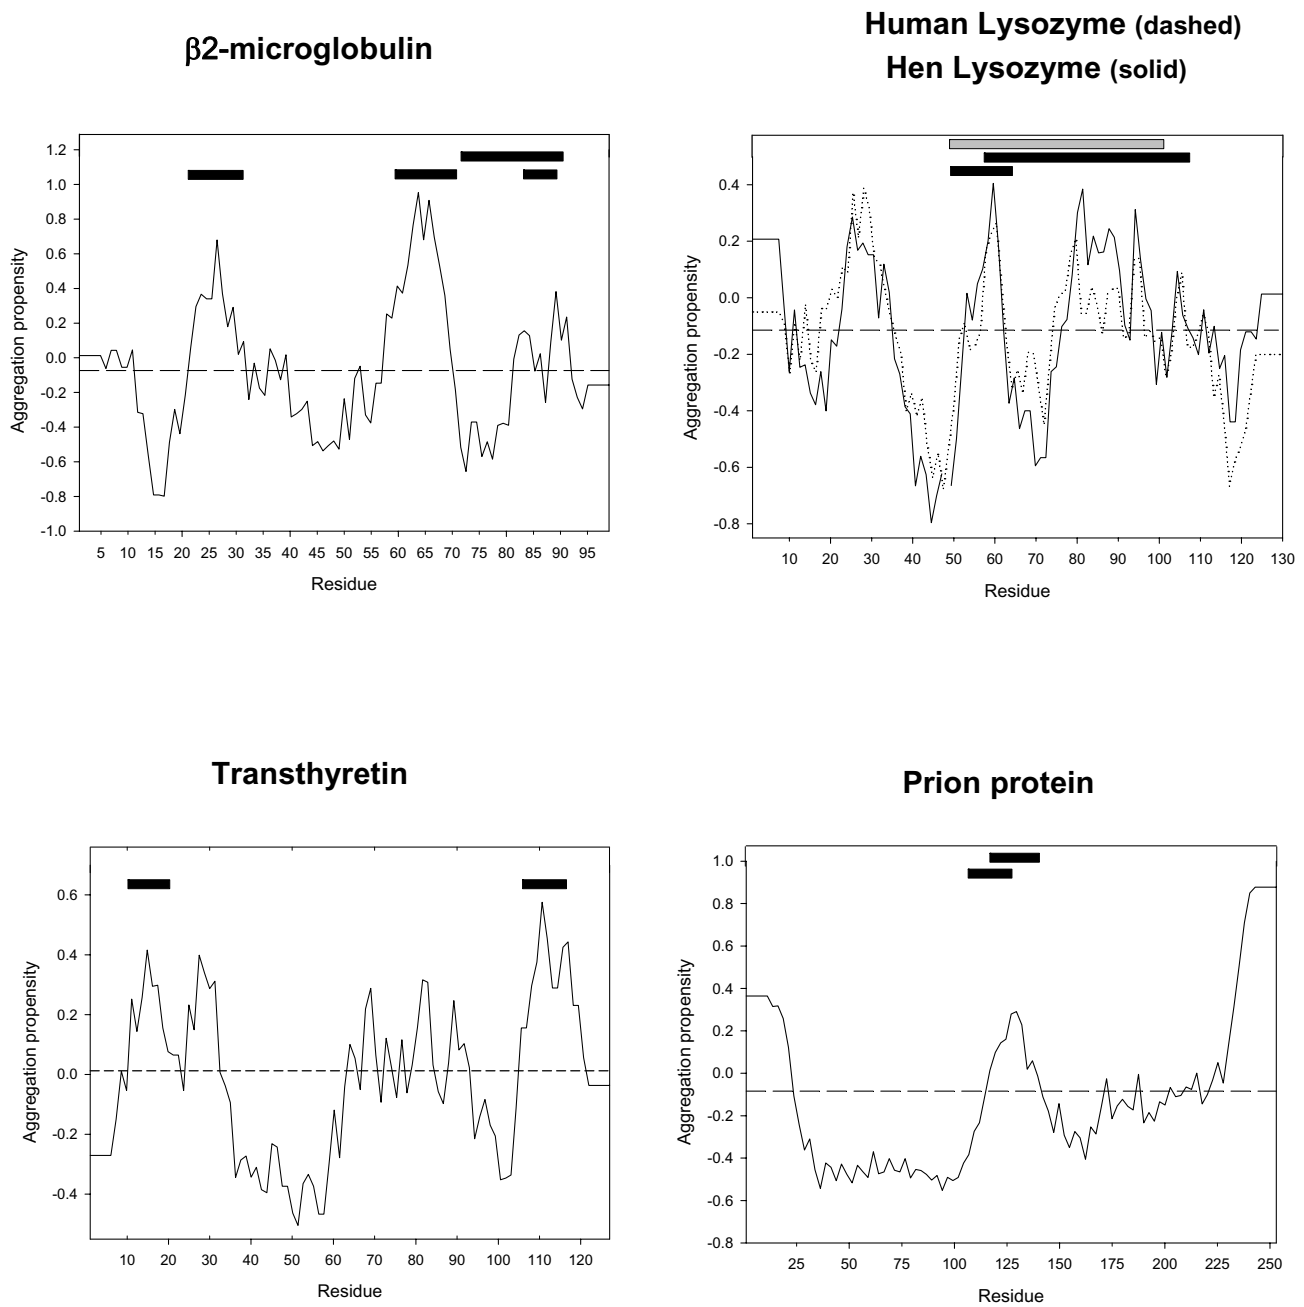 β2-microglobulin
Human Lysozyme (dashed)
Hen Lysozyme (solid)
Aggregation propensity
1.2
1.0
0.8
0.6
0.4
0.2
0.0
-0.2
-0.4
-0.6
-0.8
-1.0
5 10 15 20 25 30 35 40 45 50 55 60 65 70 75 80 85 90 95
Residue
Aggregation propensity
0.4
0.2
0.0
-0.2
-0.4
-0.6
-0.8
10 20 30 40 50 60 70 80 90 100 110 120 130
Residue
Transthyretin
Aggregation propensity
0.6
0.4
0.2
0.0
-0.2
-0.4
10 20 30 40 50 60 70 80 90 100 110 120
Residue
Prion protein
Aggregation propensity
1.0
0.8
0.6
0.4
0.2
0.0
-0.2
-0.4
-0.6
-0.8
25 50 75 100 125 150 175 200 225 250
Residue